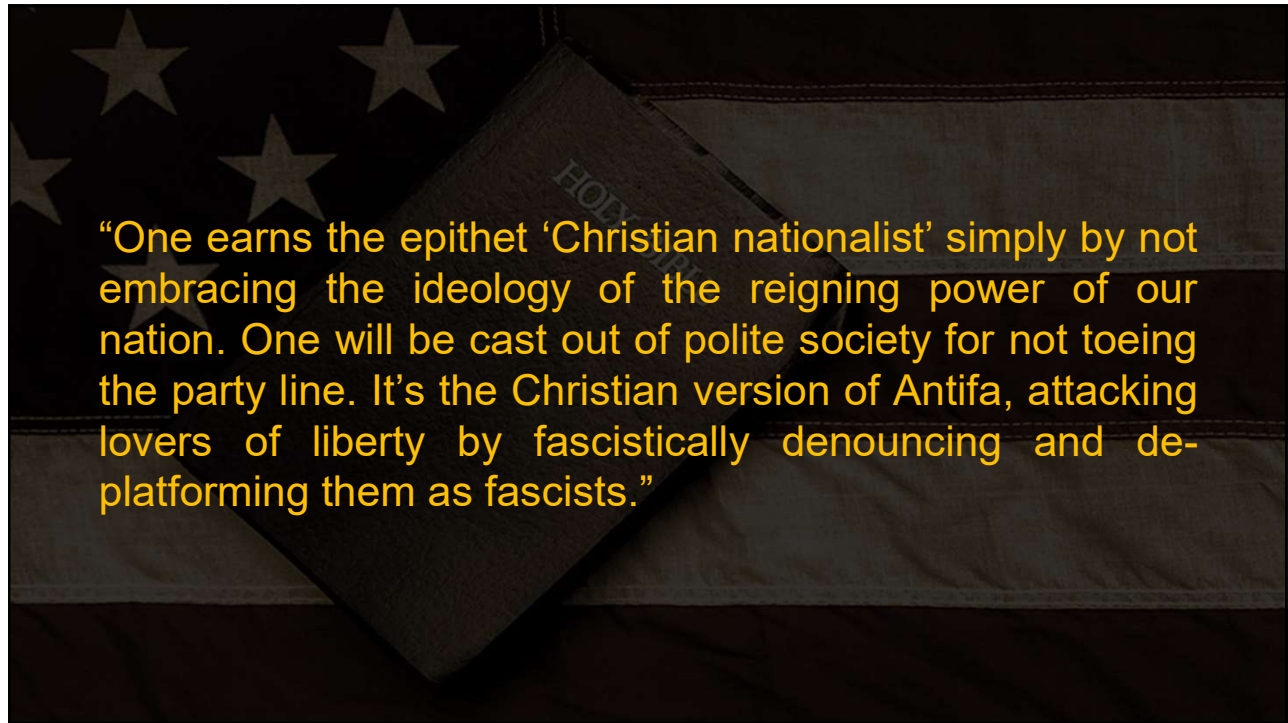 HOLY BIBLE
“One earns the epithet ‘Christian nationalist’ simply by not
embracing the ideology of the reigning power of our
nation. One will be cast out of polite society for not toeing
the party line. It’s the Christian version of Antifa, attacking
lovers of liberty by fascistically denouncing and de-
platforming them as fascists.”